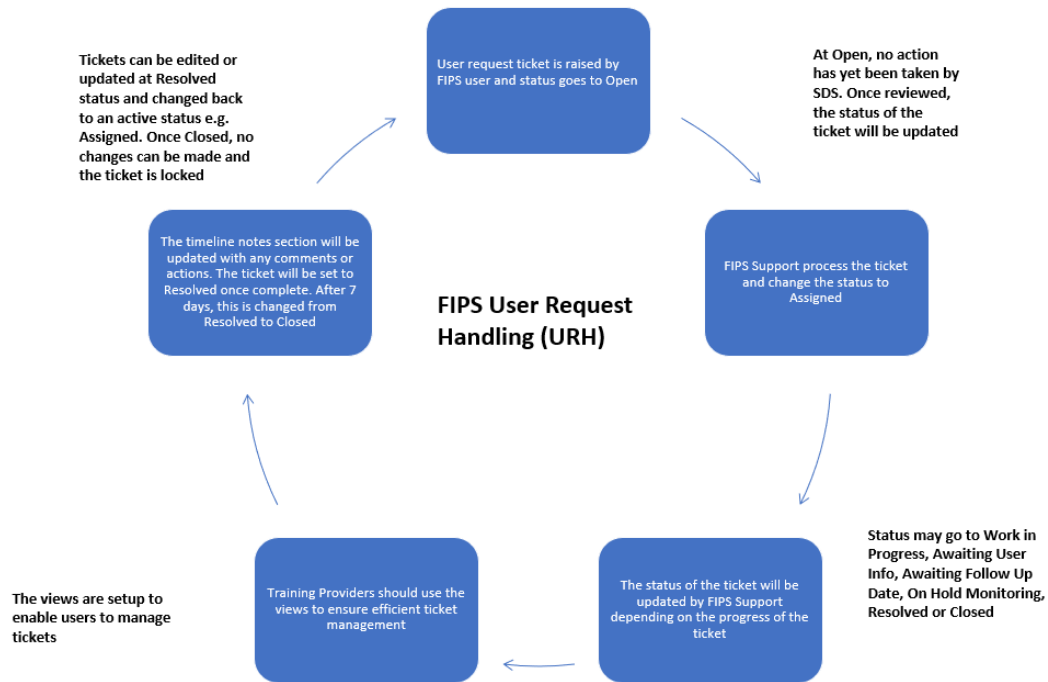 User request ticket is raised by
FIPS user and status goes to Open
At Open, no action
has yet been taken by
SDS. Once reviewed,
the status of the
ticket will be updated
FIPS Support process the ticket
and change the status to
Assigned
Status may go to Work in
Progress, Awaiting User
Info, Awaiting Follow Up
Date, On Hold Monitoring,
Resolved or Closed
The status of the ticket will be
updated by FIPS Support
depending on the progress of the
ticket
Training Providers should use the
views to ensure efficient ticket
management
The views are setup to
enable users to manage
tickets
The timeline notes section will be
updated with any comments or
actions. The ticket will be set to
Resolved once complete. After 7
days, this is changed from
Resolved to Closed
Tickets can be edited or
updated at Resolved
status and changed back
to an active status e.g.
Assigned. Once Closed, no
changes can be made and
the ticket is locked
FIPS User Request
Handling (URH)